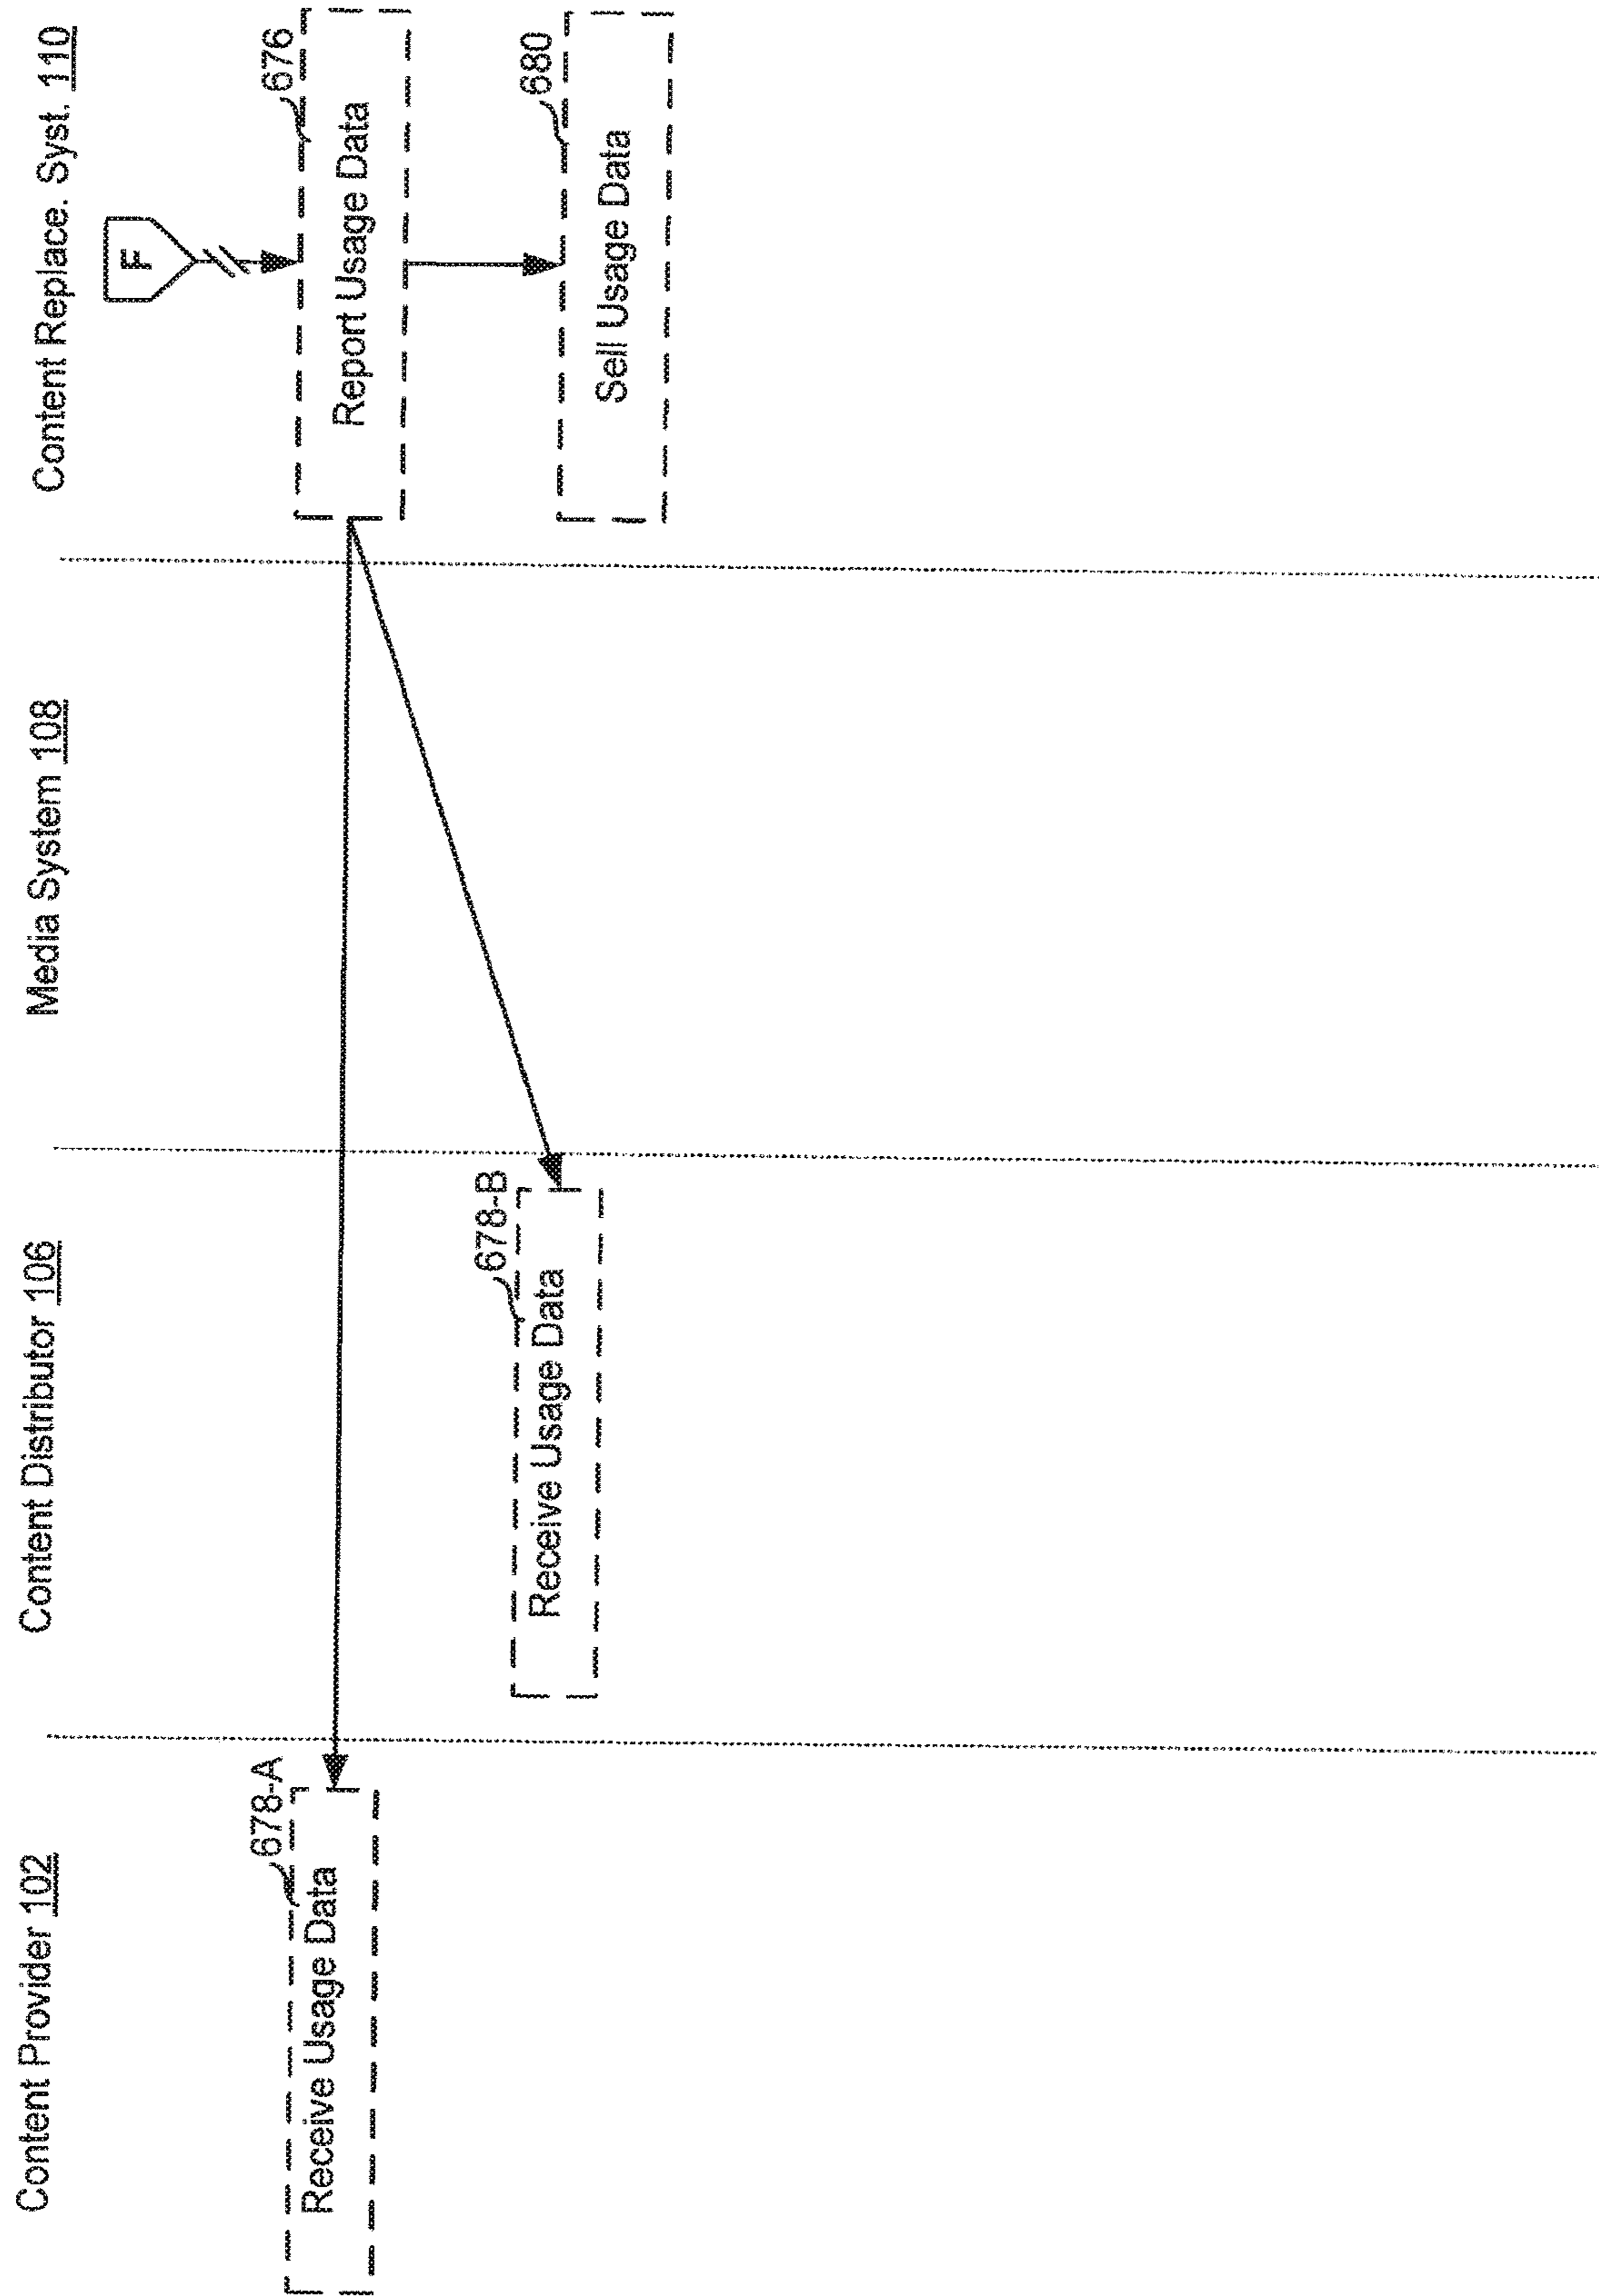 Content Provider 102
Content Distributor 106
Media System 108
Content Replace. Syst. 110
F
678-A
Receive Usage Data
676
Report Usage Data
678-B
Receive Usage Data
680
Sell Usage Data